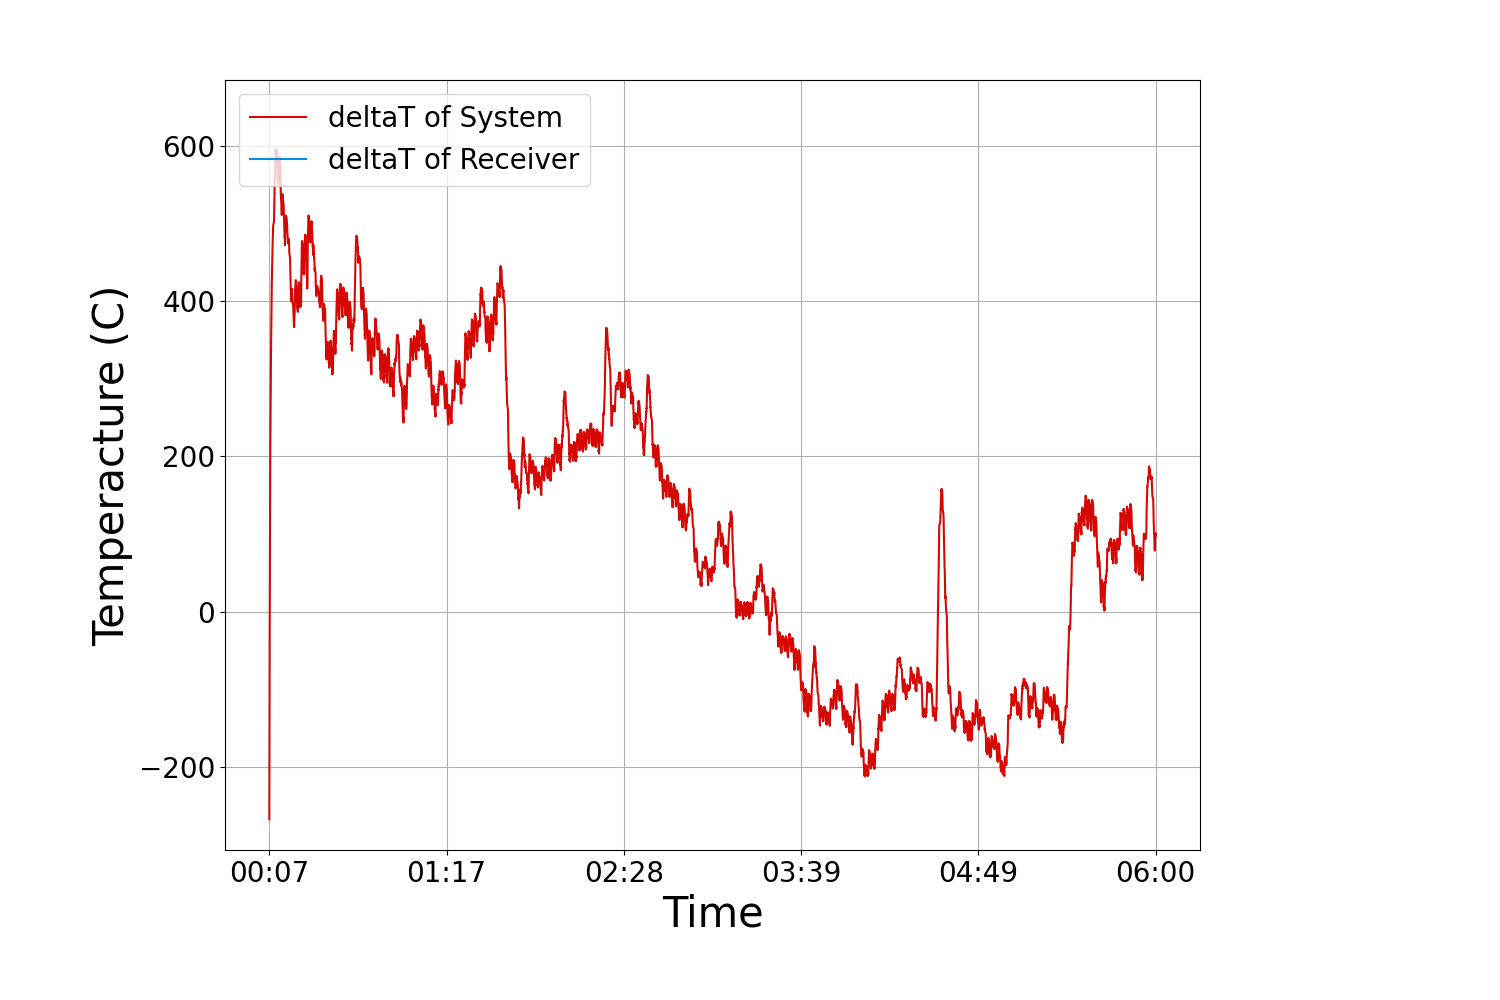 deltaT of System
deltaT of Receiver
600
400
200
0
−200
Temperacture (C)
00:07 01:17 02:28 03:39 04:49 06:00
Time